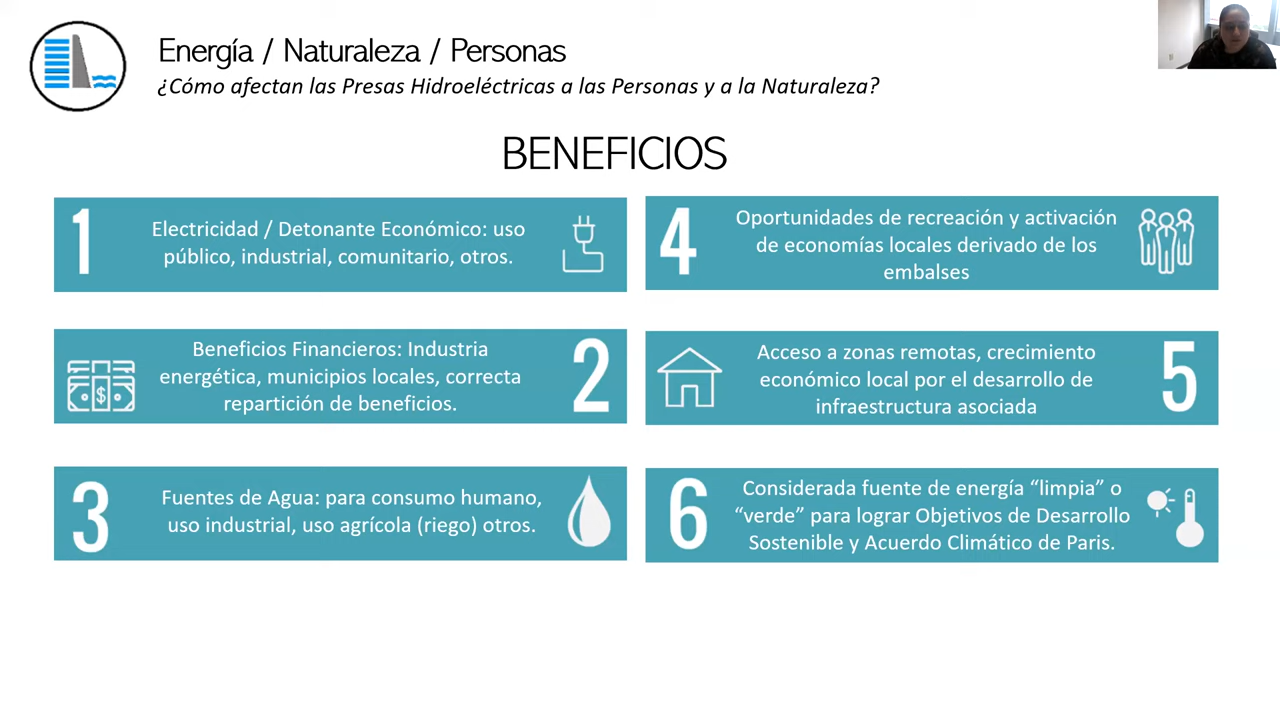 Energía / Naturaleza / Personas
¿Cómo afectan las Presas Hidroeléctricas a las Personas y a la Naturaleza?
BENEFICIOS
1
Electricidad / Detonante Económico: uso
público, industrial, comunitario, otros.
2
Beneficios Financieros: Industria
energética, municipios locales, correcta
repartición de beneficios.
3
Fuentes de Agua: para consumo humano,
uso industrial, uso agrícola (riego) otros.
4
Oportunidades de recreación y activación
de economías locales derivado de los
embalses
5
Acceso a zonas remotas, crecimiento
económico local por el desarrollo de
infraestructura asociada
6
Considerada fuente de energía “limpia” o
“verde” para lograr Objetivos de Desarrollo
Sostenible y Acuerdo Climático de Paris.